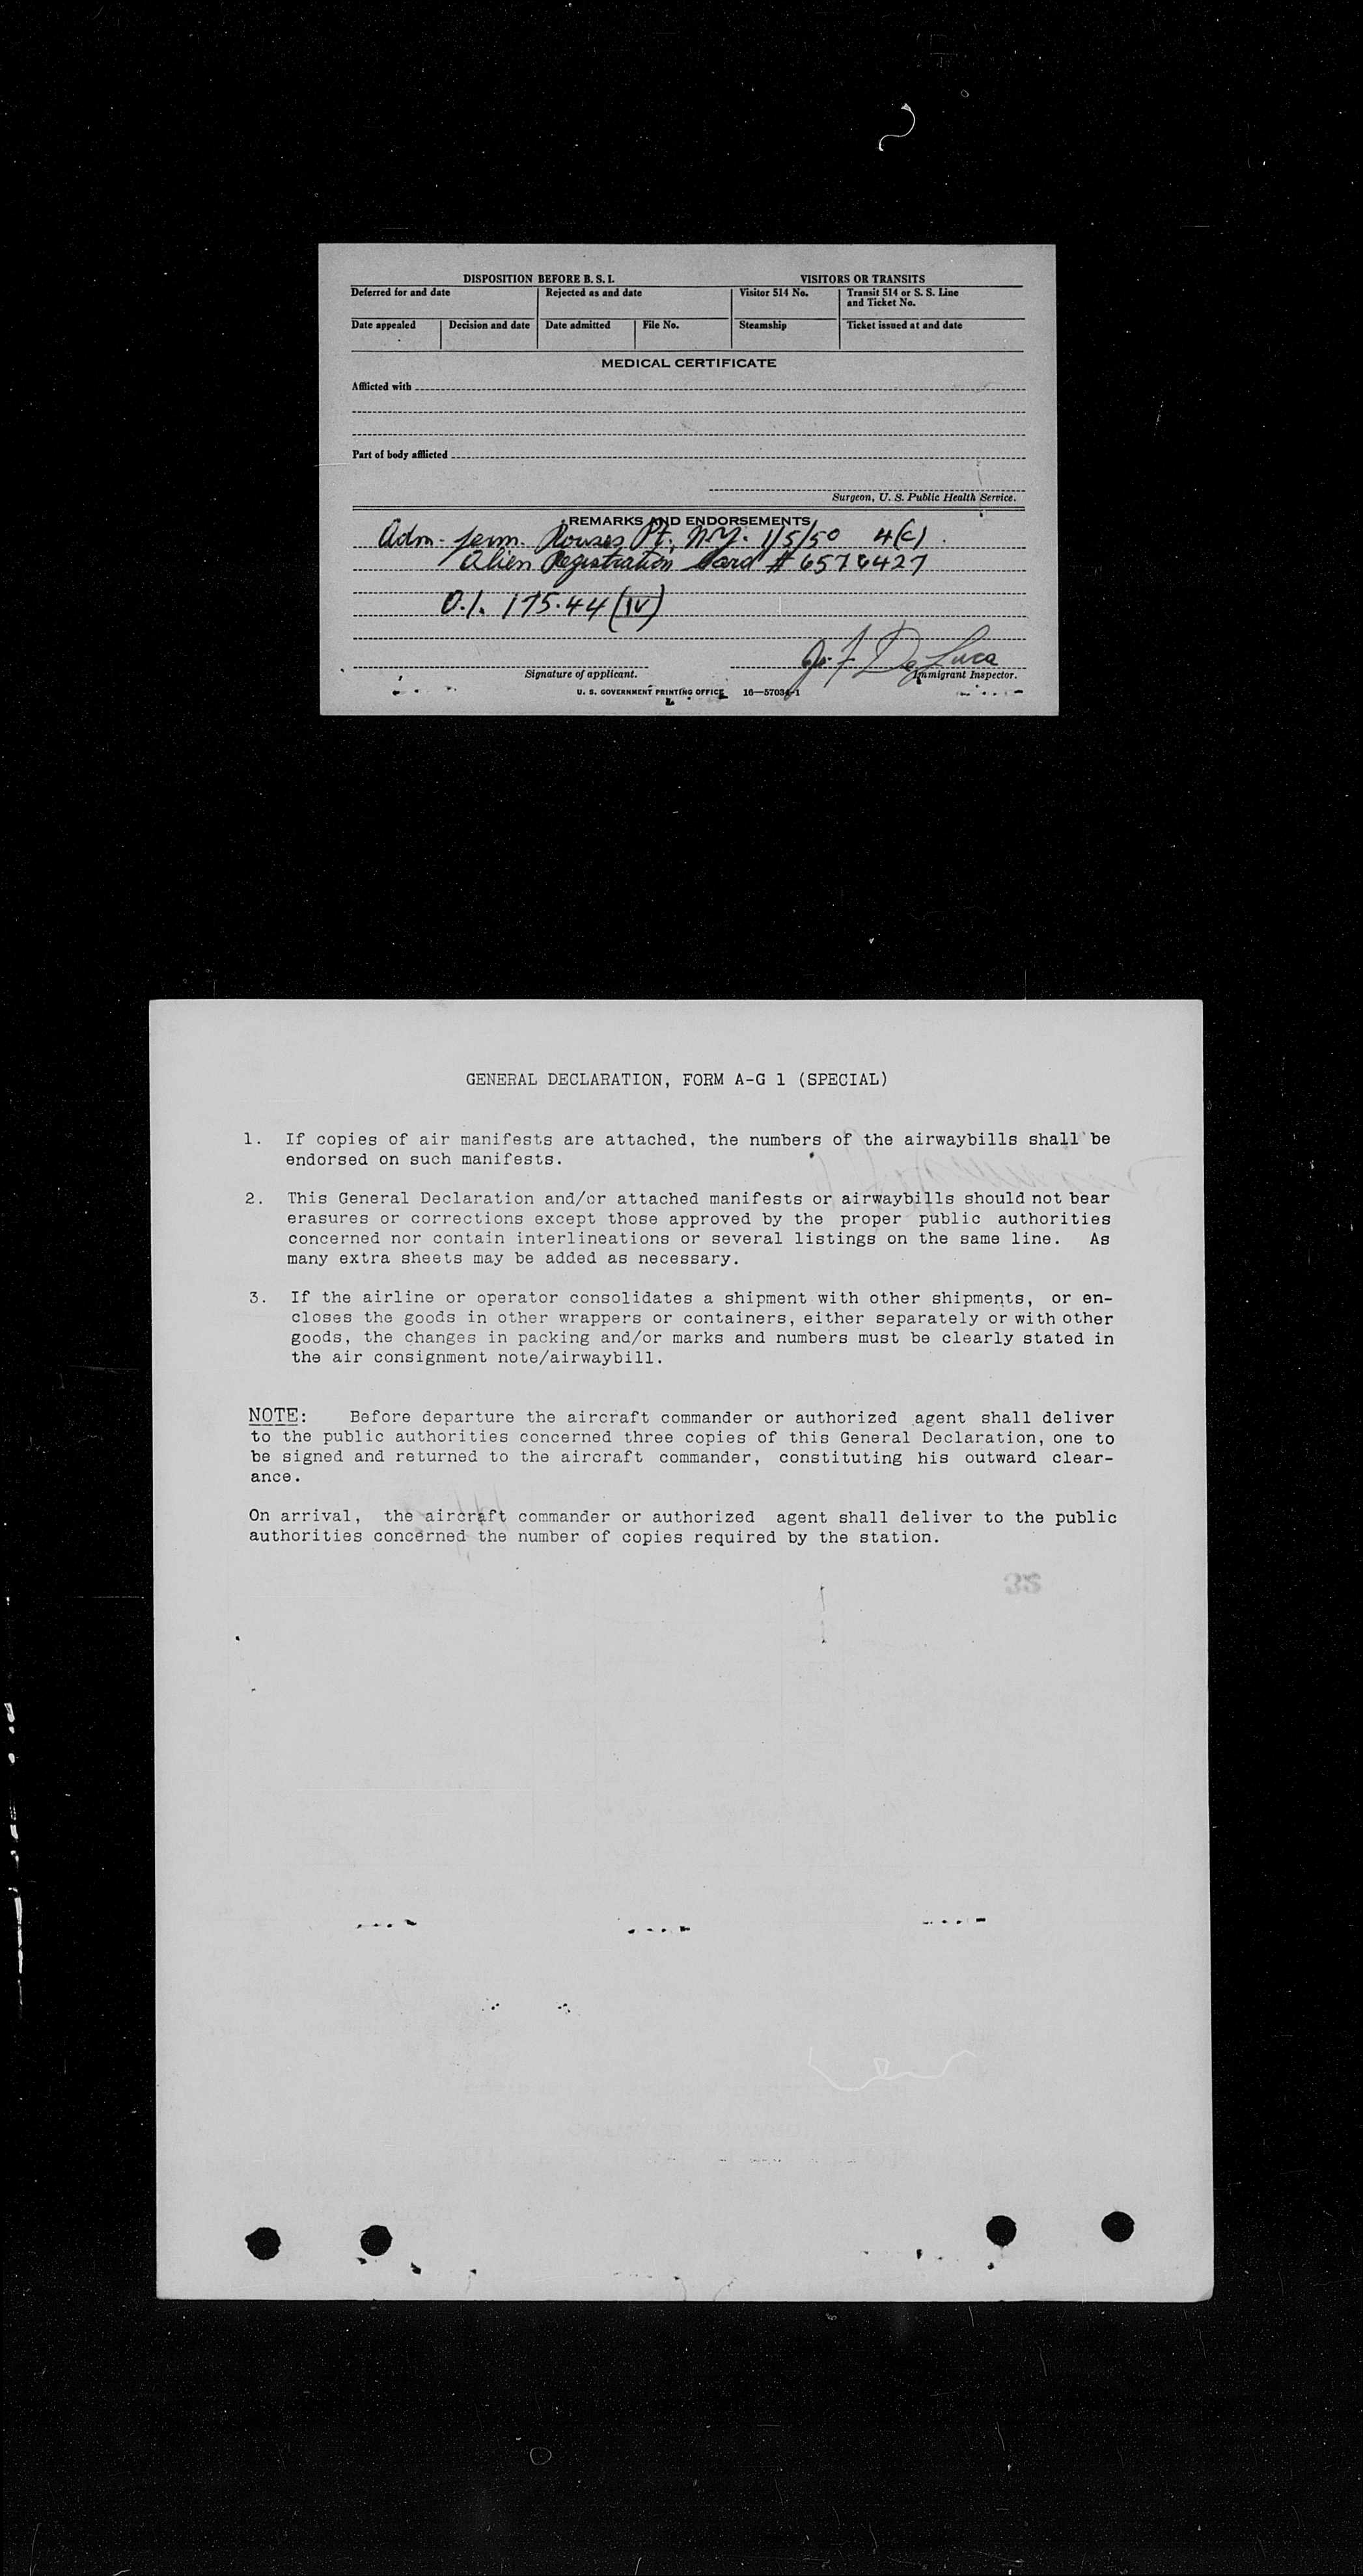 DISPOSITION BEFORE B. S. I.
VISITORS OR TRANSITS
Deferred for and date
Rejected as and date
Visitor 514 No.
Transit 514 or S. S. Line
and Ticket No.
Date appealed
Decision and date
Date admitted
File No.
Steamship
Ticket issued at and date
MEDICAL CERTIFICATE
Afflicted with
Part of body afflicted
Surgeon, U. S. Public Health Service.
REMARKS AND ENDORSEMENTS
Adm. perm. Rouses Pt., N.Y. 1/5/50 4(c)
Alien Registration Card #
O.I. 175.44 (IV)
De Luca
Signature of applicant.
Immigrant Inspector.
U. S. GOVERNMENT PRINTING OFFICE 16—57034-1
GENERAL DECLARATION, FORM A-G 1 (SPECIAL)
1. If copies of air manifests are attached, the numbers of the airwaybills shall be
endorsed on such manifests.
2. This General Declaration and/or attached manifests or airwaybills should not bear
erasures or corrections except those approved by the proper public authorities
concerned nor contain interlineations or several listings on the same line. As
many extra sheets may be added as necessary.
3. If the airline or operator consolidates a shipment with other shipments, or en-
closes the goods in other wrappers or containers, either separately or with other
goods, the changes in packing and/or marks and numbers must be clearly stated in
the air consignment note/airwaybill.
NOTE: Before departure the aircraft commander or authorized agent shall deliver
to the public authorities concerned three copies of this General Declaration, one to
be signed and returned to the aircraft commander, constituting his outward clear-
ance.
On arrival, the aircraft commander or authorized agent shall deliver to the public
authorities concerned the number of copies required by the station.